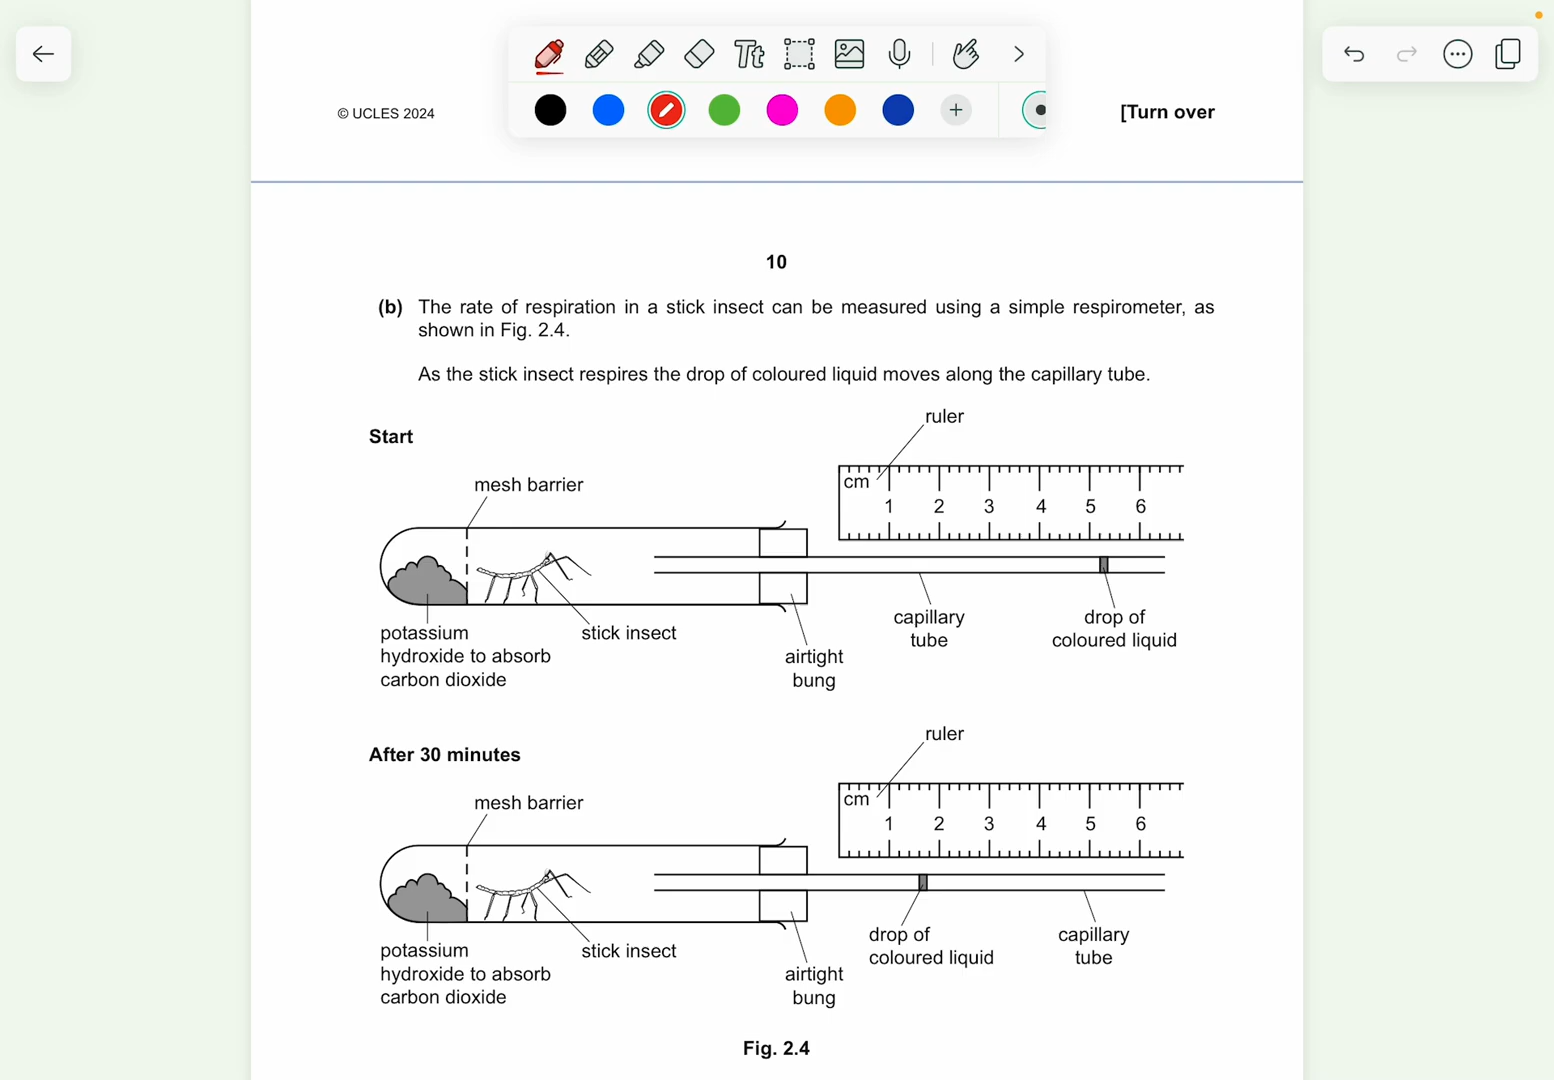 Tt
© UCLES 2024
[Turn over
10
(b) The rate of respiration in a stick insect can be measured using a simple respirometer, as
shown in Fig. 2.4.
As the stick insect respires the drop of coloured liquid moves along the capillary tube.
Start
ruler
mesh barrier
cm
1 2 3 4 5 6
potassium
hydroxide to absorb
carbon dioxide
stick insect
airtight
bung
capillary
tube
drop of
coloured liquid
After 30 minutes
ruler
mesh barrier
cm
1 2 3 4 5 6
potassium
hydroxide to absorb
carbon dioxide
stick insect
airtight
bung
drop of
coloured liquid
capillary
tube
Fig. 2.4